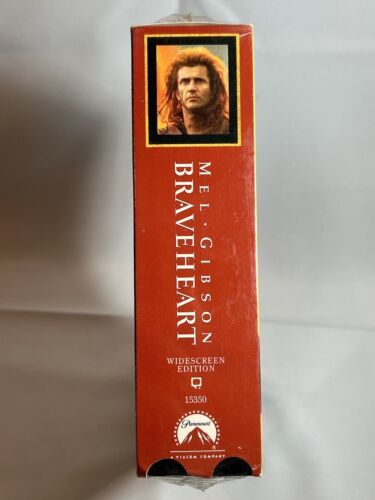 MEL · GIBSON
BRAVEHEART
WIDESCREEN
EDITION
15350
Paramount
A VIACOM COMPANY